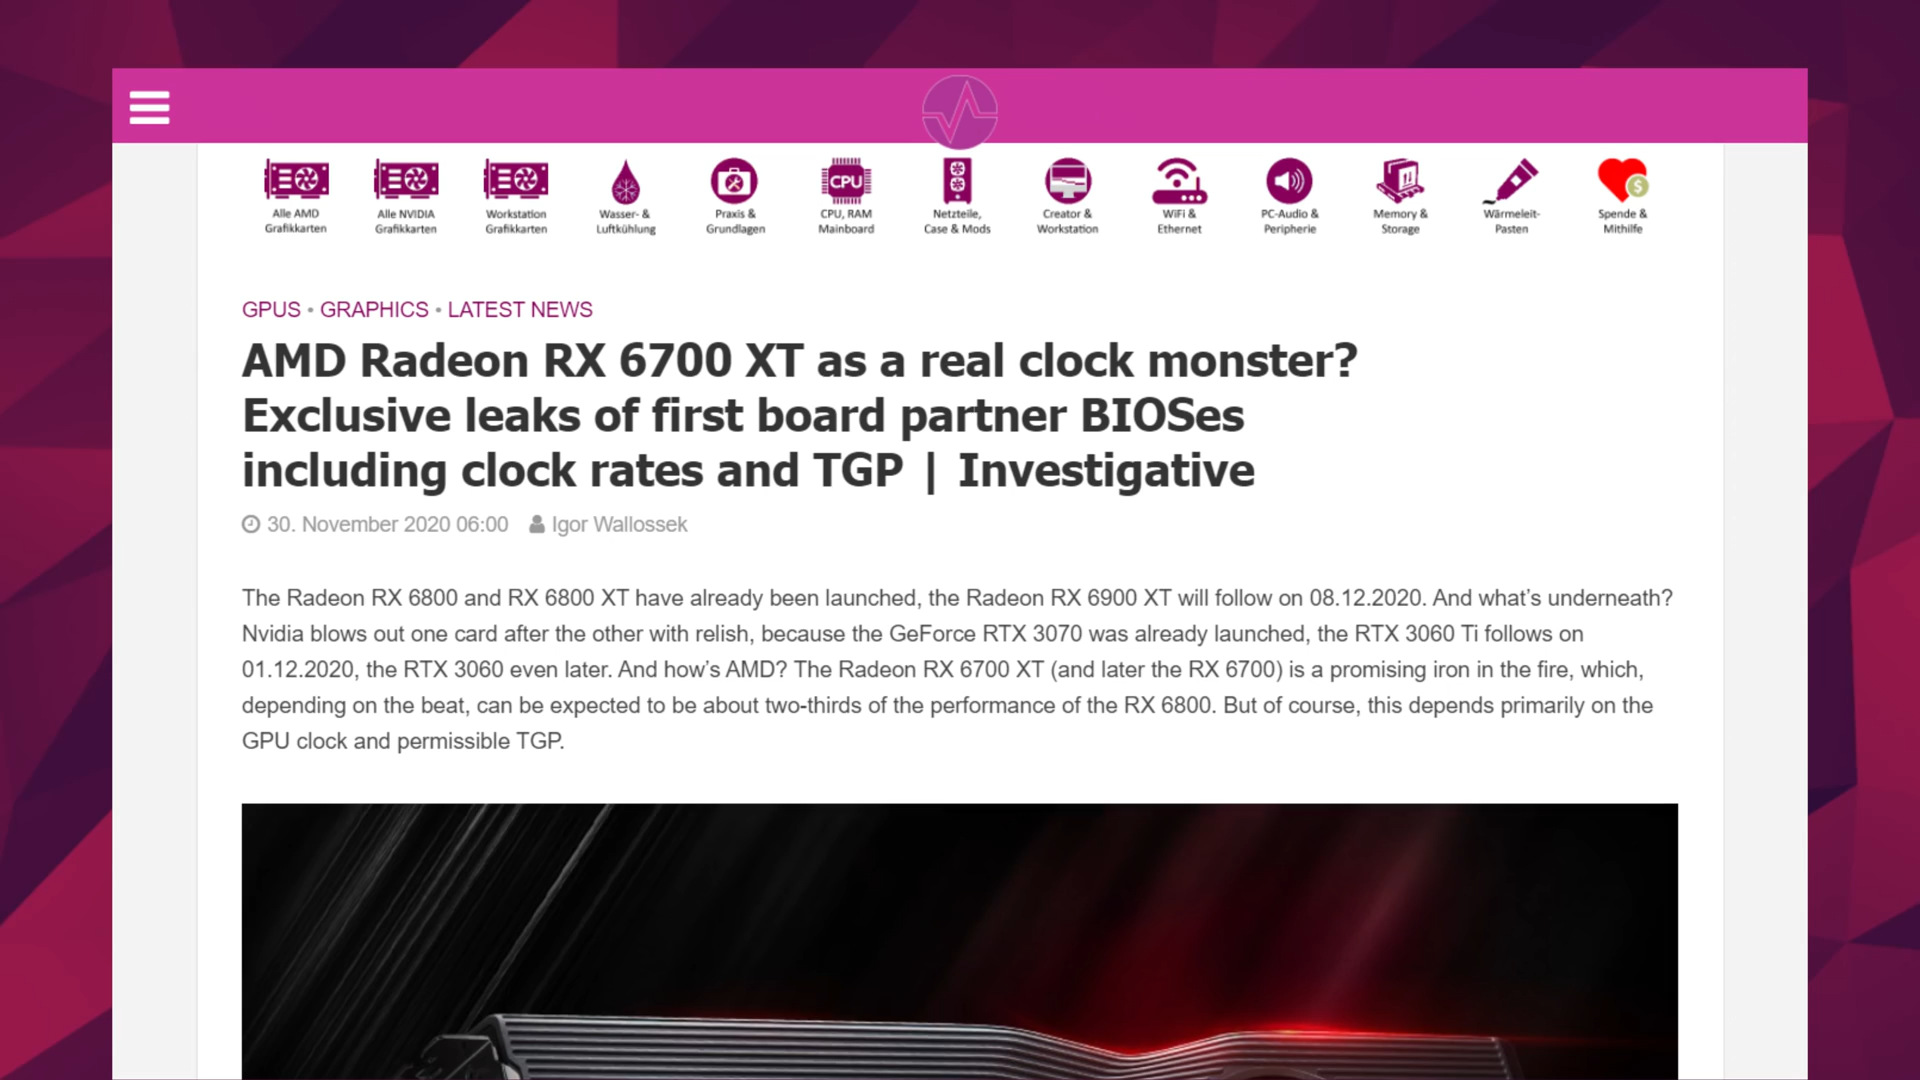 Alle AMD Grafikkarten
Alle NVIDIA Grafikkarten
Workstation Grafikkarten
Wasser- & Luftkühlung
Praxis & Grundlagen
CPU
CPU, RAM Mainboard
Netzteile, Case & Mods
Creator & Workstation
WiFi & Ethernet
PC-Audio & Peripherie
Memory & Storage
Wärmeleit- Pasten
$
Spende & Mithilfe
GPUS • GRAPHICS • LATEST NEWS
AMD Radeon RX 6700 XT as a real clock monster?
Exclusive leaks of first board partner BIOSes
including clock rates and TGP | Investigative
30. November 2020 06:00 Igor Wallossek
The Radeon RX 6800 and RX 6800 XT have already been launched, the Radeon RX 6900 XT will follow on 08.12.2020. And what’s underneath?
Nvidia blows out one card after the other with relish, because the GeForce RTX 3070 was already launched, the RTX 3060 Ti follows on
01.12.2020, the RTX 3060 even later. And how’s AMD? The Radeon RX 6700 XT (and later the RX 6700) is a promising iron in the fire, which,
depending on the beat, can be expected to be about two-thirds of the performance of the RX 6800. But of course, this depends primarily on the
GPU clock and permissible TGP.